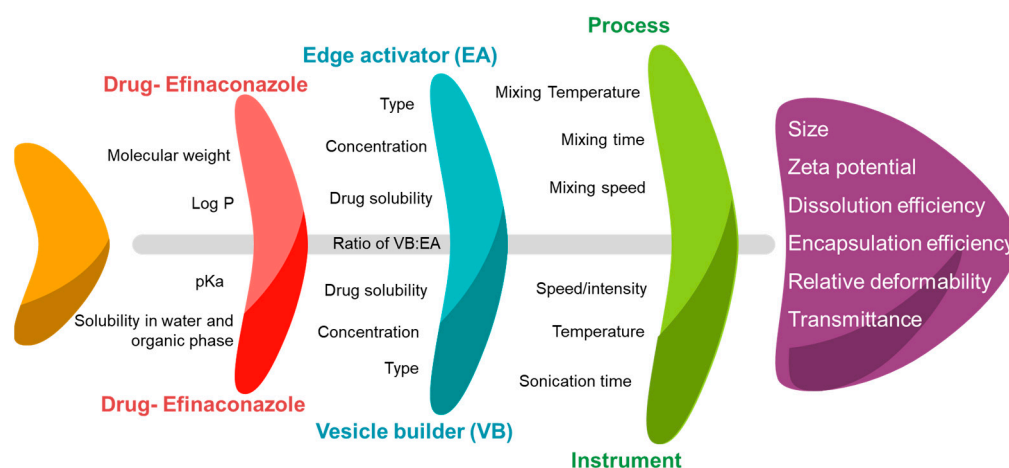 Drug- Efinaconazole
Molecular weight
Log P
pKa
Solubility in water and
organic phase
Drug- Efinaconazole
Edge activator (EA)
Type
Concentration
Drug solubility
Ratio of VB:EA
Drug solubility
Concentration
Type
Vesicle builder (VB)
Process
Mixing Temperature
Mixing time
Mixing speed
Speed/intensity
Temperature
Sonication time
Instrument
Size
Zeta potential
Dissolution efficiency
Encapsulation efficiency
Relative deformability
Transmittance